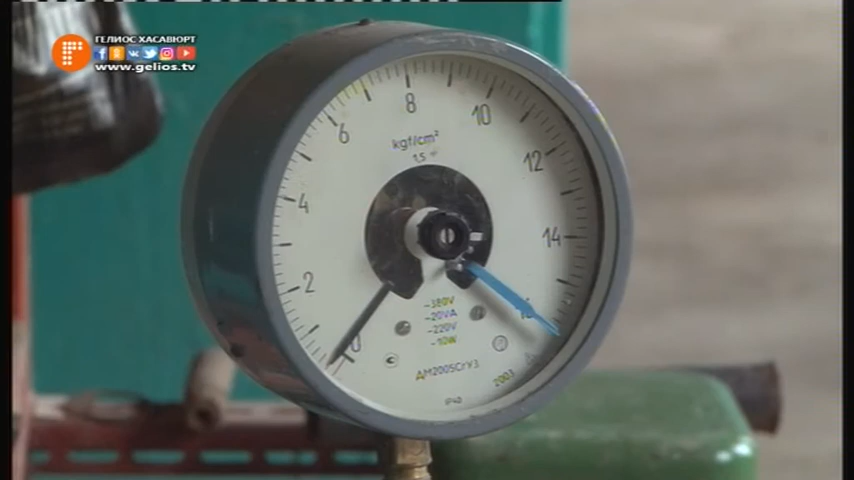 ГЕЛИОС ХАСАВЮРТ
www.gelios.tv
8
10
6
kgf/cm²
1,5
12
4
14
2
~380V
~20VA
~220V
~10W
16
0
ДМ2005СгУ3
2003
IP40